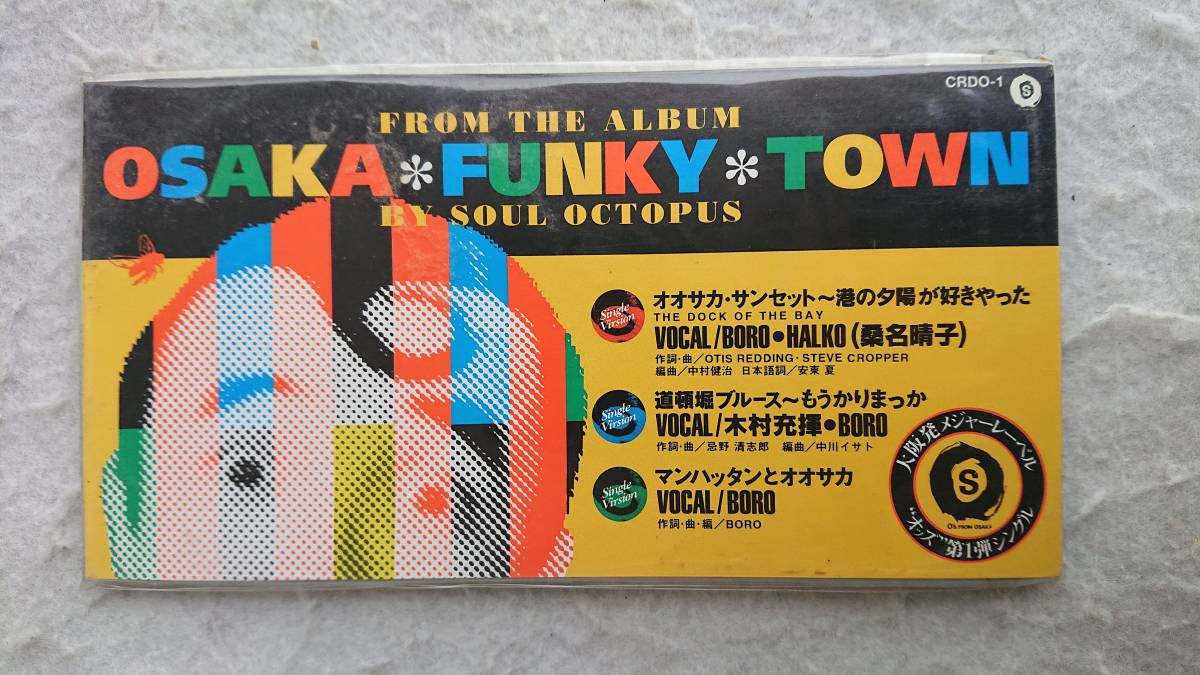 CRDO-1
S
FROM THE ALBUM
OSAKA*FUNKY*TOWN
BY SOUL OCTOPUS
Single Virsion
オオサカ・サンセット〜港の夕陽が好きやった
THE DOCK OF THE BAY
VOCAL/BORO●HALKO(桑名晴子)
作詞・曲/OTIS REDDING・STEVE CROPPER
編曲/中村健治 日本語詞/安東 夏
Single Virsion
道頓堀ブルース〜もうかりまっか
VOCAL/木村充揮●BORO
作詞・曲/忌野 清志郎 編曲/中川イサト
Single Virsion
マンハッタンとオオサカ
VOCAL/BORO
作詞・曲・編/BORO
大阪発メジャーレーベル
S
O's FROM OSAKA
"オッズ"第1弾シングル